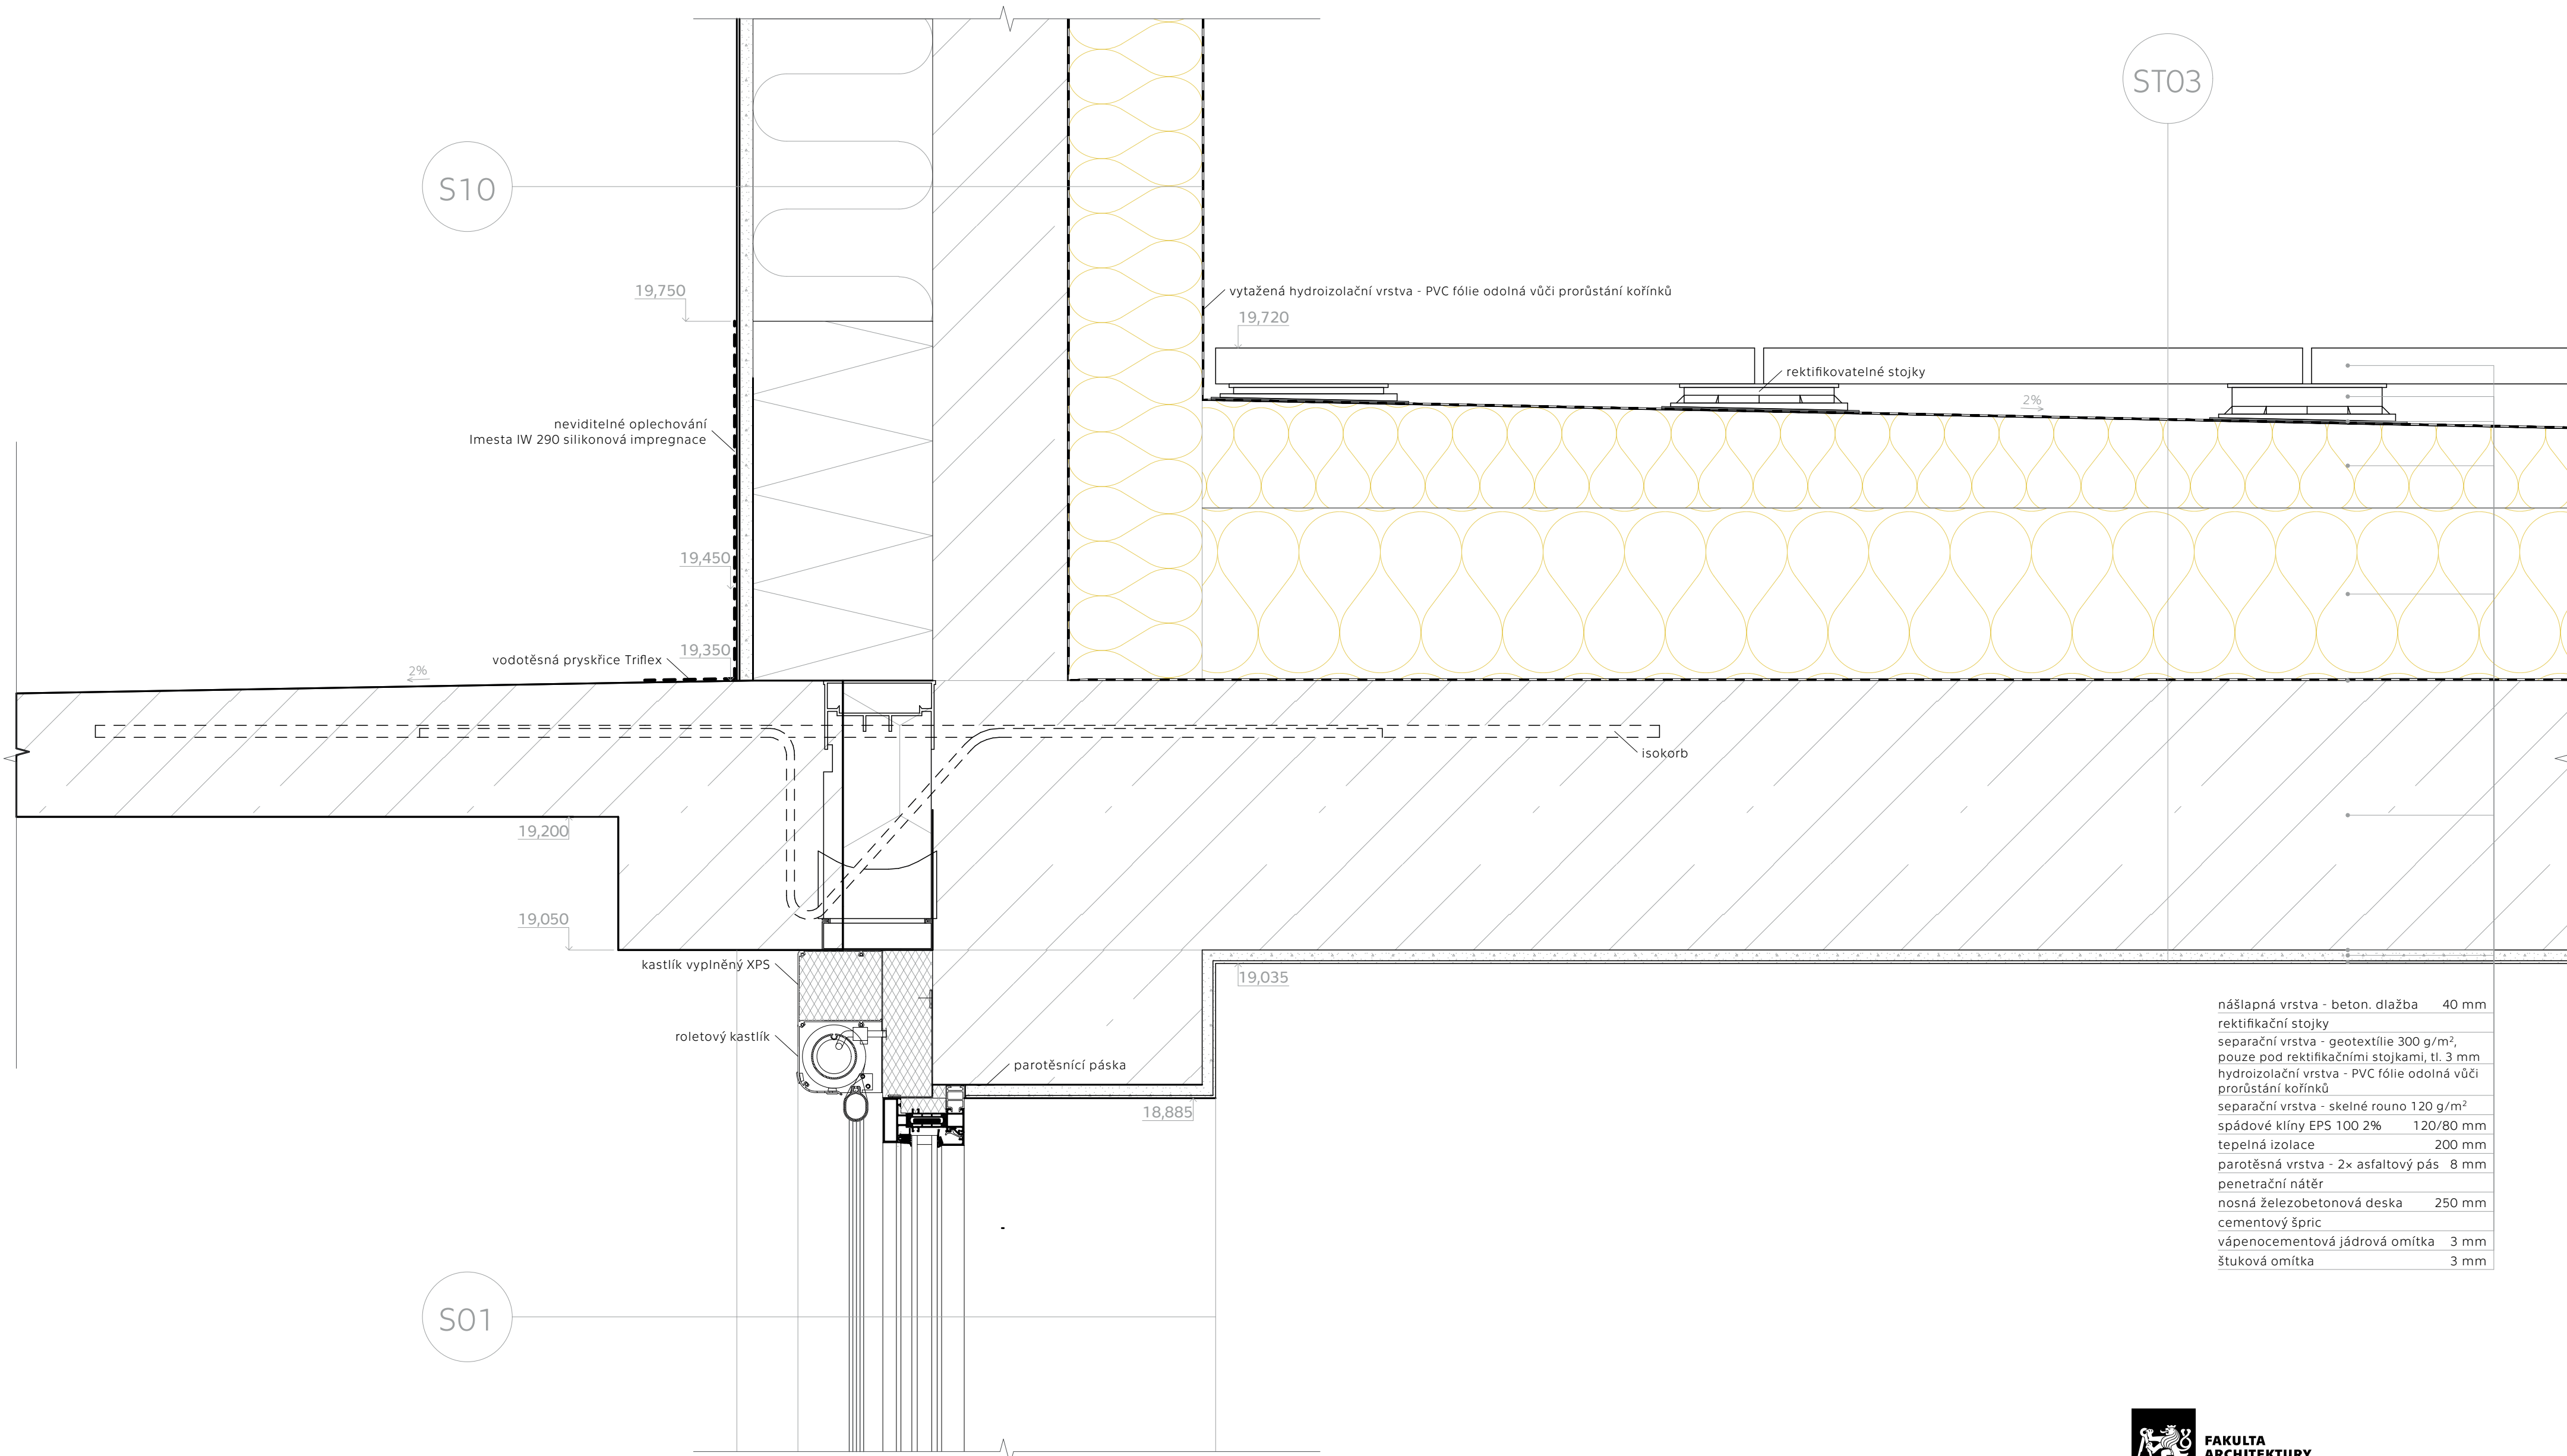 ST03
S10
19,750
vytažená hydroizolační vrstva - PVC fólie odolná vůči prorůstání kořínků
19,720
rektifikovatelné stojky
2%
neviditelné oplechování
Imesta IW 290 silikonová impregnace
19,450
19,350
vodotěsná pryskřice Triflex
2%
isokorb
19,200
19,050
kastlík vyplněný XPS
19,035
roletový kastlík
parotěsnící páska
18,885
nášlapná vrstva - beton. dlažba 40 mm
rektifikační stojky
separační vrstva - geotextílie 300 g/m²,
pouze pod rektifikačními stojkami, tl. 3 mm
hydroizolační vrstva - PVC fólie odolná vůči
prorůstání kořínků
separační vrstva - skelné rouno 120 g/m²
spádové klíny EPS 100 2% 120/80 mm
tepelná izolace 200 mm
parotěsná vrstva - 2× asfaltový pás 8 mm
penetrační nátěr
nosná železobetonová deska 250 mm
cementový špric
vápenocementová jádrová omítka 3 mm
štuková omítka 3 mm
S01
FAKULTA
ARCHITEKTURY